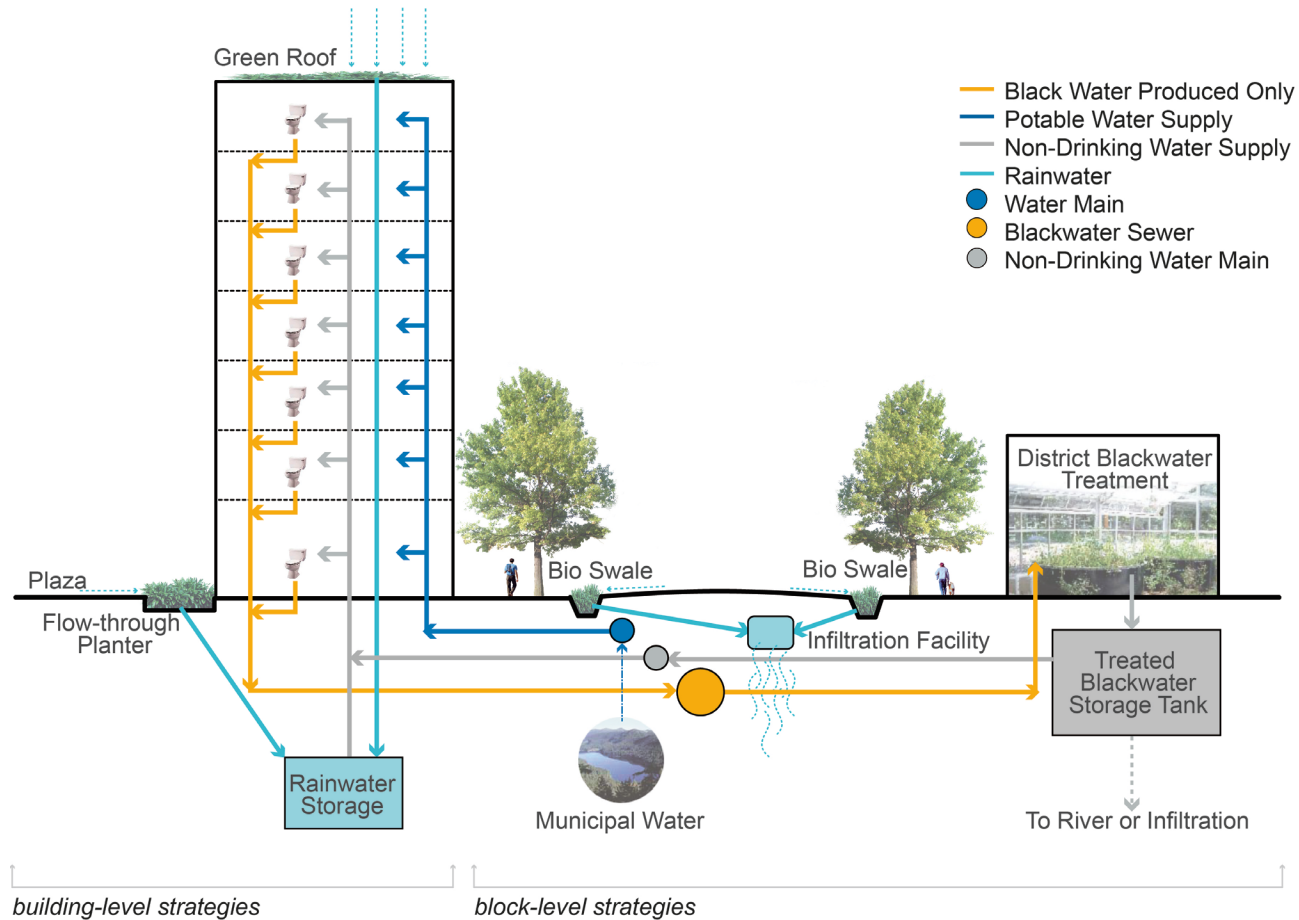 Green Roof
Black Water Produced Only
Potable Water Supply
Non-Drinking Water Supply
Rainwater
Water Main
Blackwater Sewer
Non-Drinking Water Main
District Blackwater
Treatment
Plaza
Bio Swale
Bio Swale
Flow-through
Planter
Infiltration Facility
Treated
Blackwater
Storage Tank
Rainwater
Storage
Municipal Water
To River or Infiltration
building-level strategies
block-level strategies